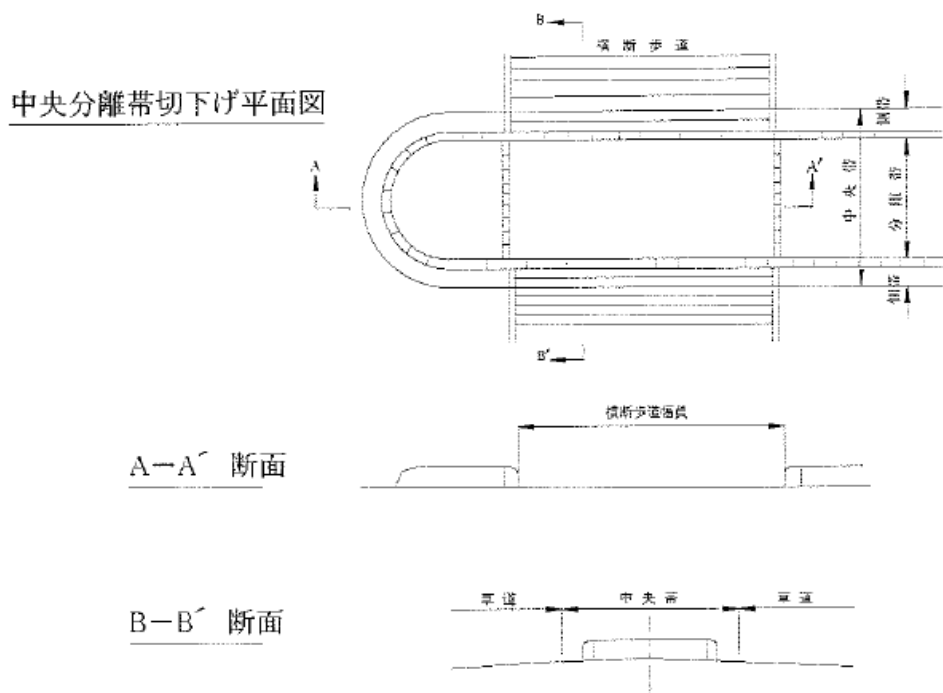 B
横断歩道
中央分離帯切下げ平面図
側帯
A
A'
中央帯
分離帯
側帯
B'
横断歩道幅員
A−A´ 断面
車道
中央帯
車道
B−B´ 断面